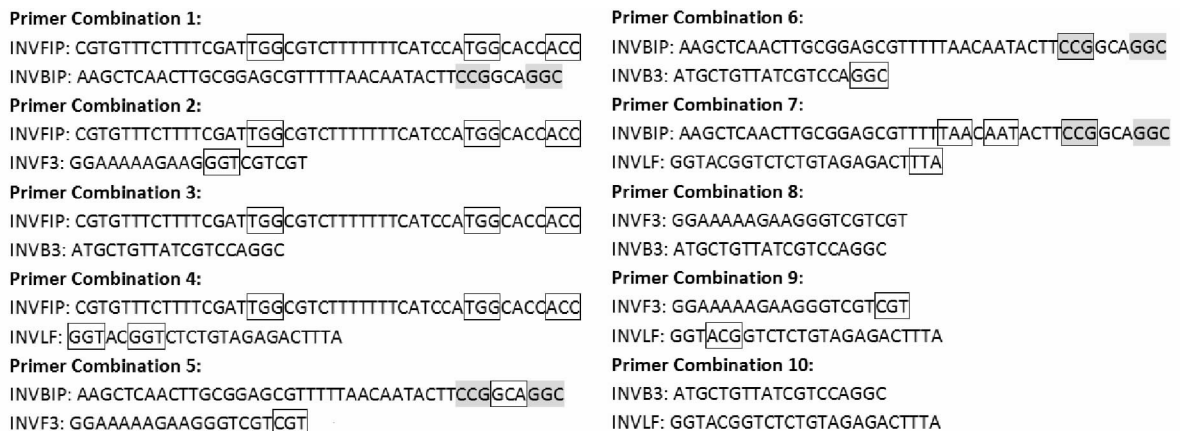 Primer Combination 1:
INVFIP: CGTGTTTCTTTTCGATTGGCGTCTTTTTTTCATCCATGGCACCACC
INVBIP: AAGCTCAACTTGCGGAGCGTTTTTAACAATACTTCCGGCAGGC
Primer Combination 2:
INVFIP: CGTGTTTCTTTTCGATTGGCGTCTTTTTTTCATCCATGGCACCACC
INVF3: GGAAAAAGAAGGGTCGTCGT
Primer Combination 3:
INVFIP: CGTGTTTCTTTTCGATTGGCGTCTTTTTTTCATCCATGGCACCACC
INVB3: ATGCTGTTATCGTCCAGGC
Primer Combination 4:
INVFIP: CGTGTTTCTTTTCGATTGGCGTCTTTTTTTCATCCATGGCACCACC
INVLF: GGTACGGTCTCTGTAGAGACTTTA
Primer Combination 5:
INVBIP: AAGCTCAACTTGCGGAGCGTTTTTAACAATACTTCCGGCAGGC
INVF3: GGAAAAAGAAGGGTCGTCGT
Primer Combination 6:
INVBIP: AAGCTCAACTTGCGGAGCGTTTTTAACAATACTTCCGGCAGGC
INVB3: ATGCTGTTATCGTCCAGGC
Primer Combination 7:
INVBIP: AAGCTCAACTTGCGGAGCGTTTTTAACAATACTTCCGGCAGGC
INVLF: GGTACGGTCTCTGTAGAGACTTTA
Primer Combination 8:
INVF3: GGAAAAAGAAGGGTCGTCGT
INVB3: ATGCTGTTATCGTCCAGGC
Primer Combination 9:
INVF3: GGAAAAAGAAGGGTCGTCGT
INVLF: GGTACGGTCTCTGTAGAGACTTTA
Primer Combination 10:
INVB3: ATGCTGTTATCGTCCAGGC
INVLF: GGTACGGTCTCTGTAGAGACTTTA